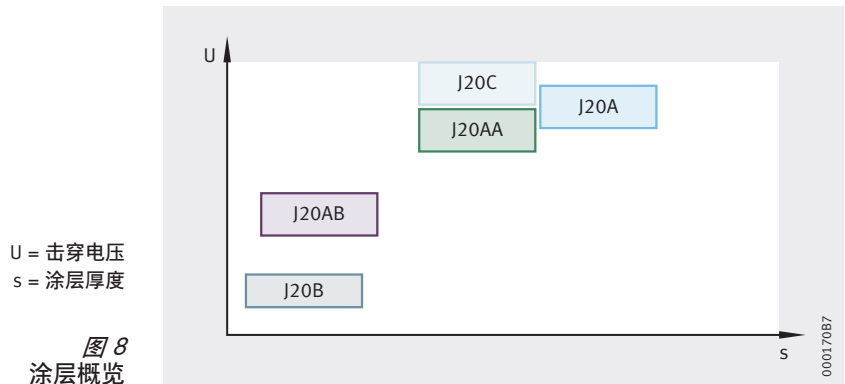 U
J20C
J20A
J20AA
J20AB
J20B
s
000170B7
U = 击穿电压
s = 涂层厚度
图 8
涂层概览